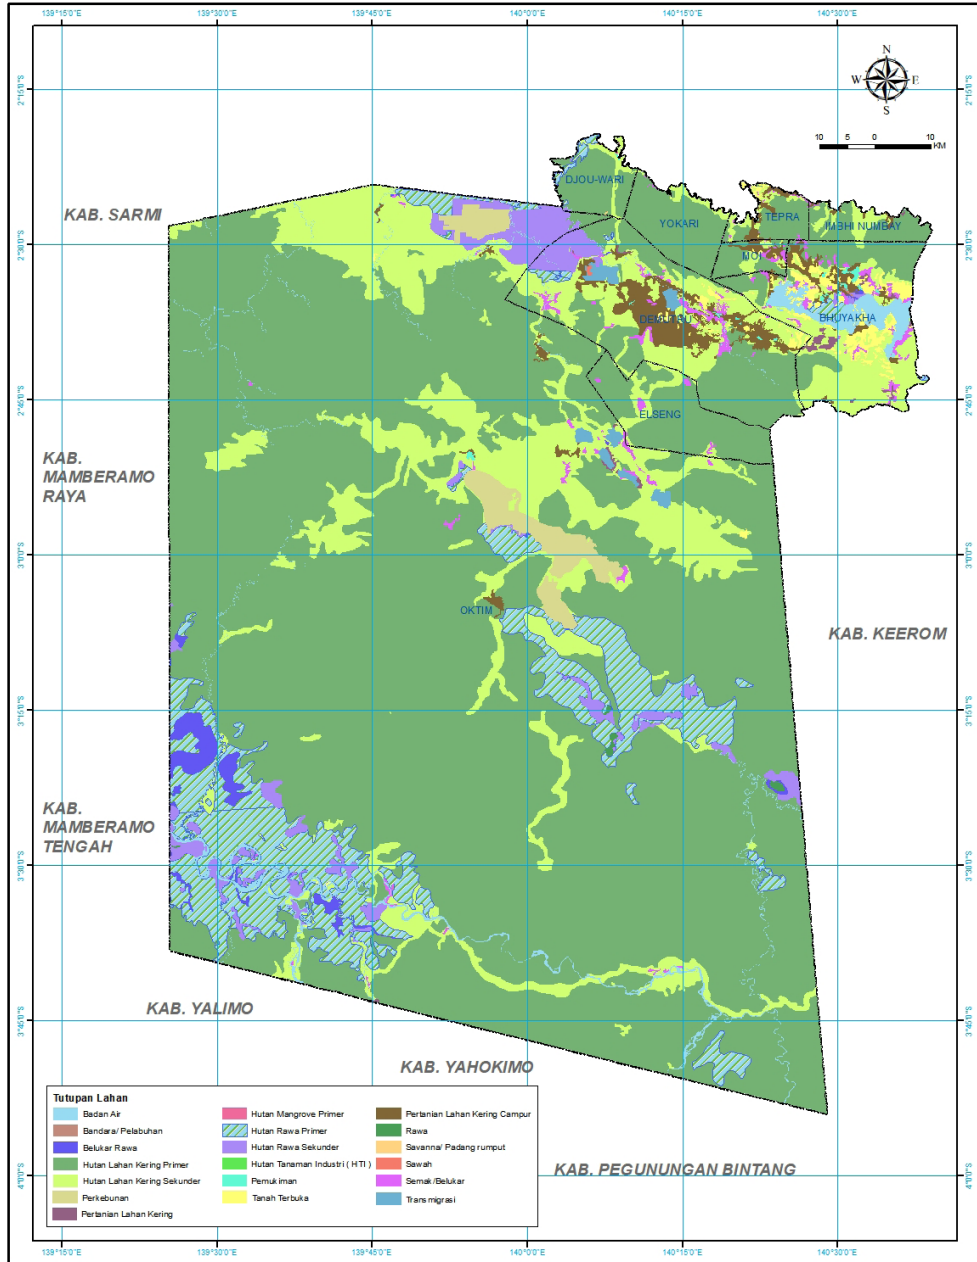 139°15'0"E 139°30'0"E 139°45'0"E 140°0'0"E 140°15'0"E 140°30'0"E
N
W E
S
2°15'0"S 2°15'0"S
10 5 0 10
KM
DJOU-WARI
KAB. SARMI
TEPRA
YOKARI
IMBHI NUMBAY
2°30'0"S 2°30'0"S
MOI
BHUYAKHA
DEMUTRU
2°45'0"S 2°45'0"S
ELSENG
KAB.
MAMBERAMO
RAYA
3°0'0"S 3°0'0"S
OKTIM
KAB. KEEROM
3°15'0"S 3°15'0"S
KAB.
MAMBERAMO
TENGAH
3°30'0"S 3°30'0"S
KAB. YALIMO
3°45'0"S 3°45'0"S
KAB. YAHOKIMO
Tutupan Lahan
Badan Air
Bandara/ Pelabuhan
Belukar Rawa
Hutan Lahan Kering Primer
Hutan Lahan Kering Sekunder
Perkebunan
Pertanian Lahan Kering
Hutan Mangrove Primer
Hutan Rawa Primer
Hutan Rawa Sekunder
Hutan Tanaman Industri ( HTI )
Pemukiman
Tanah Terbuka
Pertanian Lahan Kering Campur
Rawa
Savanna/ Padang rumput
Sawah
Semak/Belukar
Transmigrasi
KAB. PEGUNUNGAN BINTANG
4°0'0"S 4°0'0"S
139°15'0"E 139°30'0"E 139°45'0"E 140°0'0"E 140°15'0"E 140°30'0"E